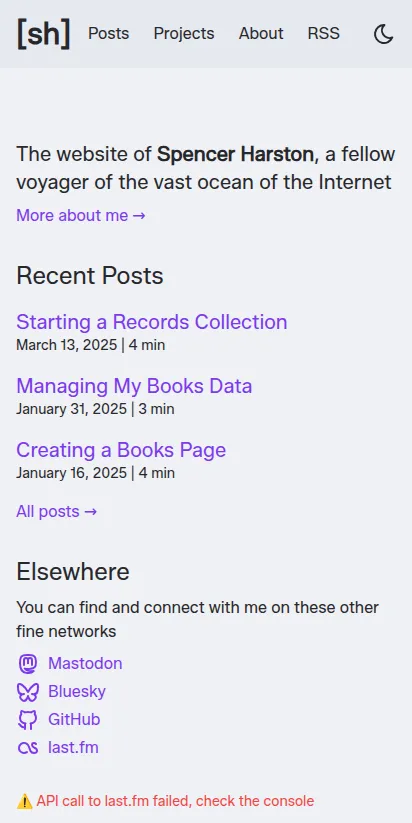 [sh] Posts Projects About RSS
The website of Spencer Harston, a fellow
voyager of the vast ocean of the Internet
More about me →
Recent Posts
Starting a Records Collection
March 13, 2025 | 4 min
Managing My Books Data
January 31, 2025 | 3 min
Creating a Books Page
January 16, 2025 | 4 min
All posts →
Elsewhere
You can find and connect with me on these other
fine networks
Mastodon
Bluesky
GitHub
last.fm
⚠️ API call to last.fm failed, check the console